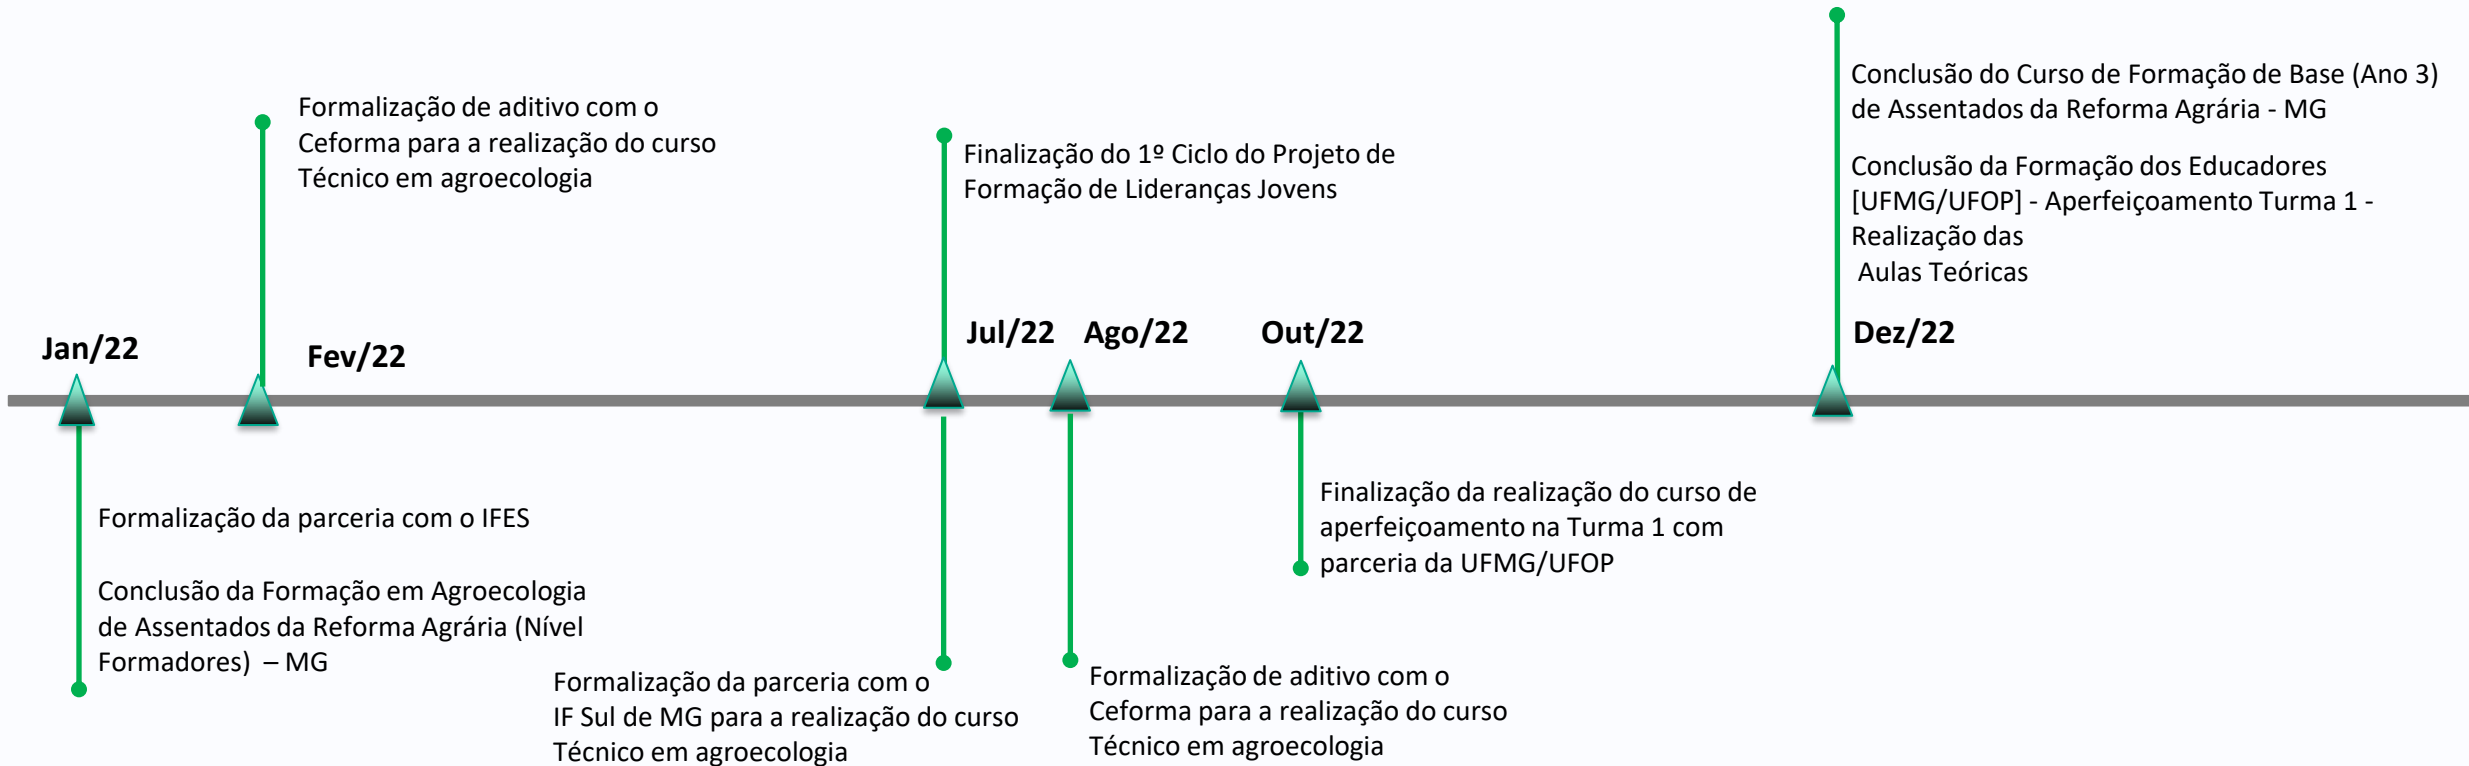 Jan/22
Formalização da parceria com o IFES
Conclusão da Formação em Agroecologia
de Assentados da Reforma Agrária (Nível
Formadores)  – MG
Fev/22
Formalização de aditivo com o
Ceforma para a realização do curso
Técnico em agroecologia
Jul/22
Finalização do 1º Ciclo do Projeto de
Formação de Lideranças Jovens
Formalização da parceria com o
IF Sul de MG para a realização do curso
Técnico em agroecologia
Ago/22
Formalização de aditivo com o
Ceforma para a realização do curso
Técnico em agroecologia
Out/22
Finalização da realização do curso de
aperfeiçoamento na Turma 1 com
parceria da UFMG/UFOP
Dez/22
Conclusão do Curso de Formação de Base (Ano 3)
de Assentados da Reforma Agrária - MG
Conclusão da Formação dos Educadores
[UFMG/UFOP] - Aperfeiçoamento Turma 1 -
Realização das
Aulas Teóricas